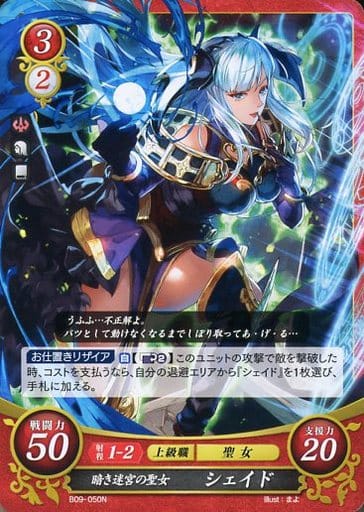 3
2
うふふ…不正解よ。
バツとして動けなくなるまでしぼり取ってあ・げ・る…
お仕置きリザイア 自【2】このユニットの攻撃で敵を撃破した
時、コストを支払うなら、自分の退避エリアから『シェイド』を1枚選び、
手札に加える。
戦闘力
50
射程 1-2 上級職 聖女
支援力
20
暗き迷宮の聖女 シェイド
B09-050N
Illust:まよ